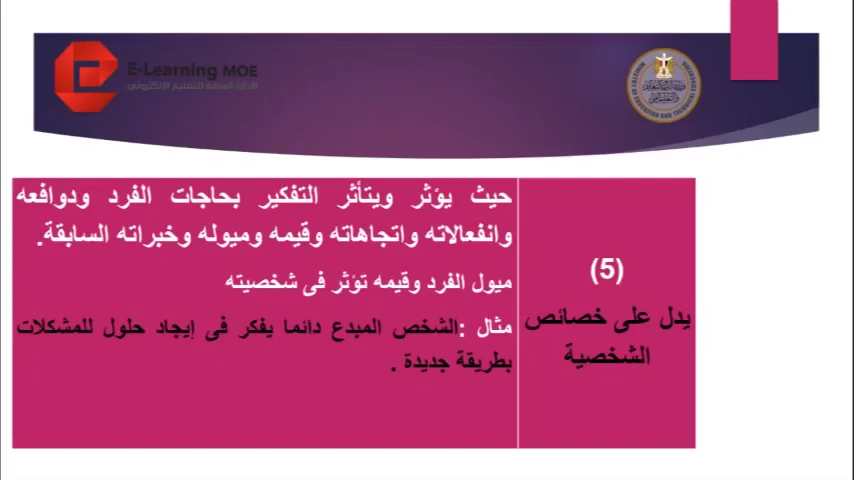 E-Learning MOE
الإدارة العامة للتعليم الإلكتروني
(5)
يدل على خصائص
الشخصية
حيث يؤثر ويتأثر التفكير بحاجات الفرد ودوافعه
وانفعالاته واتجاهاته وقيمه وميوله وخبراته السابقة.
ميول الفرد وقيمه تؤثر فى شخصيته
مثال :الشخص المبدع دائما يفكر فى إيجاد حلول للمشكلات
بطريقة جديدة .